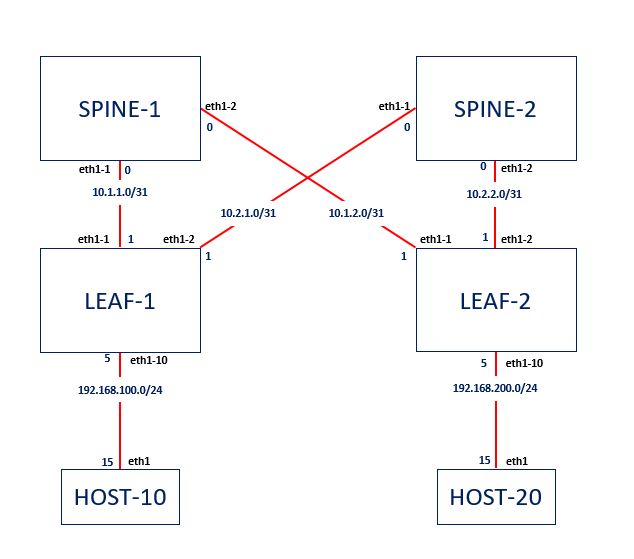 SPINE-1
SPINE-2
eth1-2
eth1-1
0
0
eth1-1
0
0
eth1-2
10.1.1.0/31
10.2.2.0/31
10.2.1.0/31
10.1.2.0/31
eth1-1
1
eth1-2
eth1-1
1
eth1-2
1
1
LEAF-1
LEAF-2
5
eth1-10
5
eth1-10
192.168.100.0/24
192.168.200.0/24
15
eth1
15
eth1
HOST-10
HOST-20